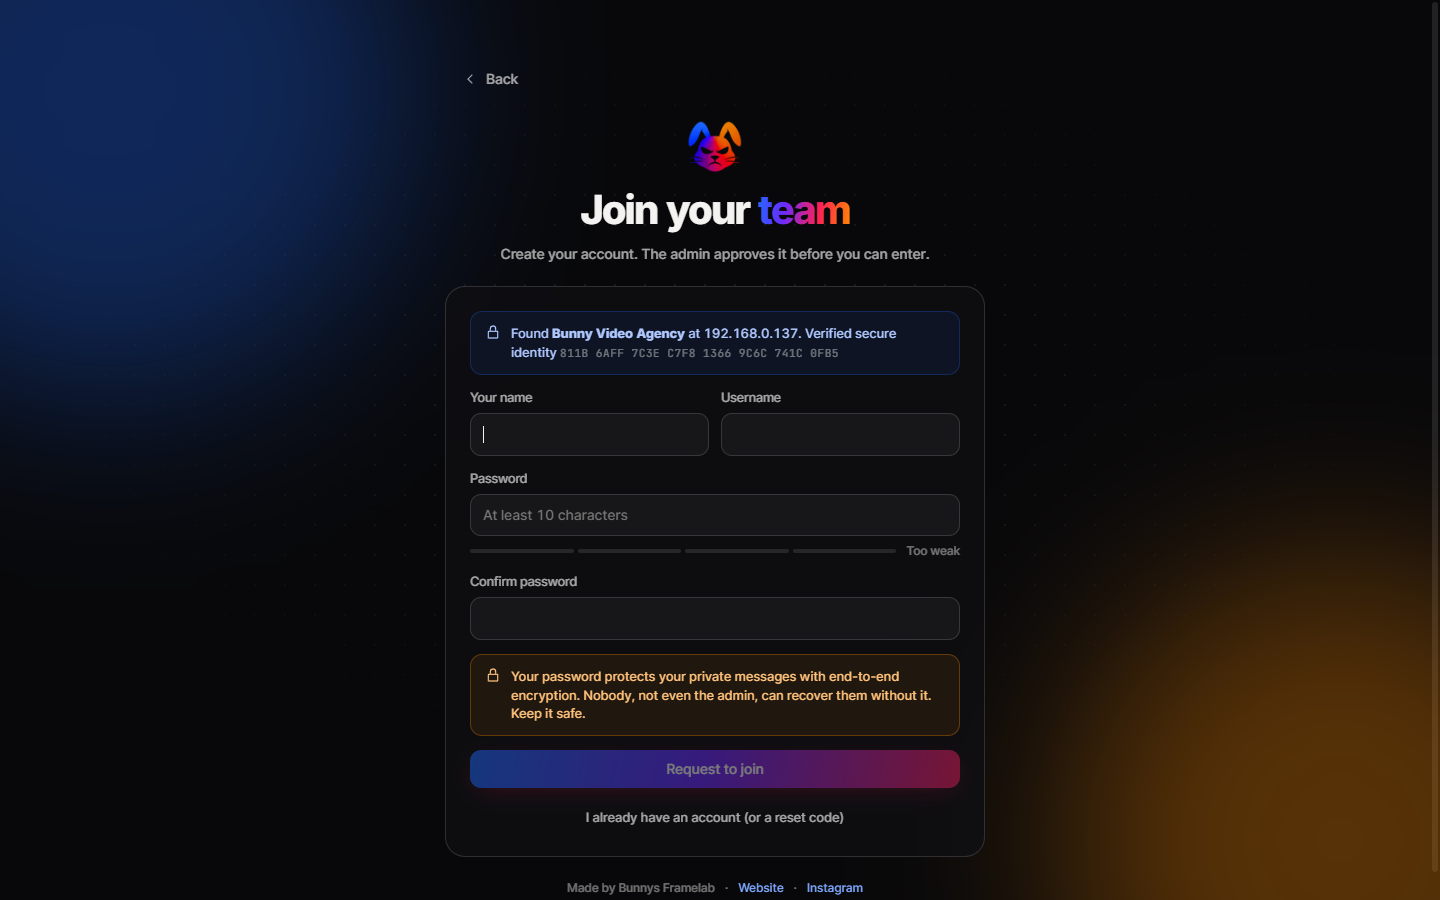 Back
Join your team
Create your account. The admin approves it before you can enter.
Found Bunny Video Agency at 192.168.0.137. Verified secure
identity 811B 6AFF 7C3E C7F8 1366 9C6C 741C 0FB5
Your name
Username
Password
At least 10 characters
Too weak
Confirm password
Your password protects your private messages with end-to-end
encryption. Nobody, not even the admin, can recover them without it.
Keep it safe.
Request to join
I already have an account (or a reset code)
Made by Bunnys Framelab · Website · Instagram